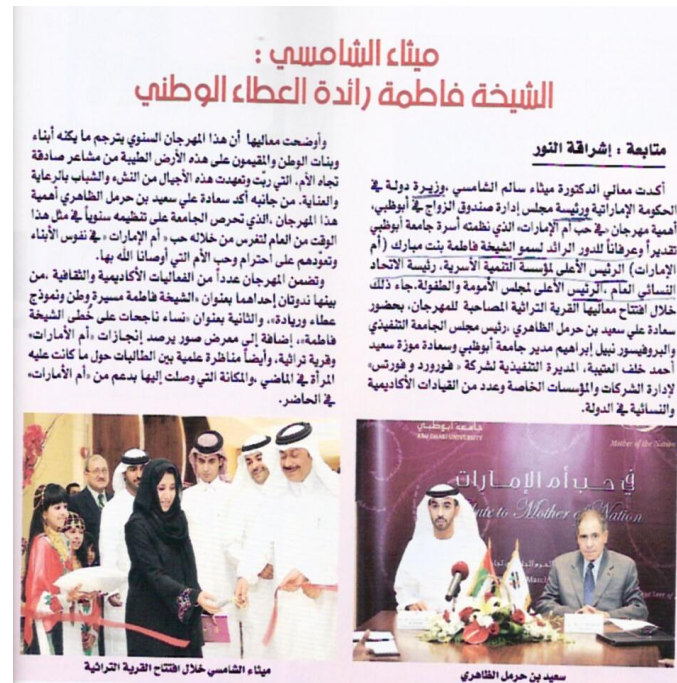 ميثاء الشامسي :
الشيخة فاطمة رائدة العطاء الوطني
متابعة : إشراقة النور
أكدت معالي الدكتورة ميثاء سالم الشامسي ،وزيرة دولة في
الحكومة الإماراتية ورئيسة مجلس إدارة صندوق الزواج في أبوظبي،
أهمية مهرجان «في حب أم الإمارات»، الذي نظمته أسرة جامعة أبوظبي
تقديراً وعرفاناً للدور الرائد لسمو الشيخة فاطمة بنت مبارك ( أم
الإمارات) الرئيس الأعلى لمؤسسة التنمية الأسرية، رئيسة الاتحاد
النسائي العام ،الرئيس الأعلى لمجلس الأمومة والطفولة.جاء ذلك
خلال افتتاح معاليها القرية التراثية المصاحبة للمهرجان، بحضور
سعادة علي سعيد بن حرمل الظاهري ،رئيس مجلس الجامعة التنفيذي
والبروفيسور نبيل إبراهيم مدير جامعة أبوظبي وسعادة موزة سعيد
أحمد خلف العتيبة، المديرة التنفيذية لشركة « فورورد و فورتس»
لإدارة الشركات والمؤسسات الخاصة وعدد من القيادات الأكاديمية
والنسائية في الدولة.
وأوضحت معاليها أن هذا المهرجان السنوي يترجم ما يكنه أبناء
وبنات الوطن والمقيمون على هذه الأرض الطيبة من مشاعر صادقة
تجاه الأم، التي ربّت وتعهدت هذه الأجيال من النشء والشباب بالرعاية
والعناية. من جانبه أكد سعادة علي سعيد بن حرمل الظاهري أهمية
هذا المهرجان ،الذي تحرص الجامعة على تنظيمه سنوياً في مثل هذا
الوقت من العام لتغرس من خلاله حب« أم الإمارات» في نفوس الأبناء
وتعوّدهم على احترام وحب الأم التي أوصانا الله بها.
وتضمن المهرجان عدداً من الفعاليات الأكاديمية والثقافية ،من
بينها ندوتان إحداهما بعنوان «الشيخة فاطمة مسيرة وطن ونموذج
عطاء وريادة»، والثانية بعنوان «نساء ناجحات على خُطى الشيخة
فاطمة»، إضافة إلى معرض صور يرصد إنجازات «أم الأمارات»
وقرية تراثية. وأيضاً مناظرة علمية بين الطالبات حول ما كانت عليه
المرأة في الماضي ،والمكانة التي وصلت إليها بدعم من «أم الأمارات»
في الحاضر.
جامعة أبوظبي
ABU DHABI UNIVERSITY
Mother of the Nation
في حب أم الإمارات
Tribute to Mother of Nation
سعيد بن حرمل الظاهري
ميثاء الشامسي خلال افتتاح القرية التراثية